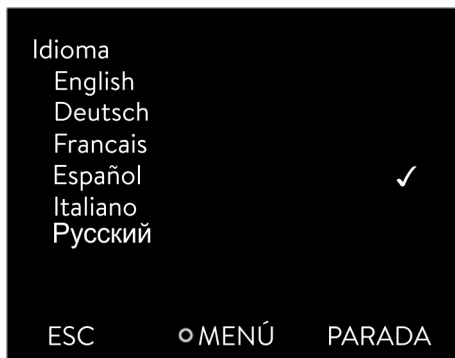 Idioma
English
Deutsch
Francais
Español
Italiano
Русский
ESC MENÚ PARADA